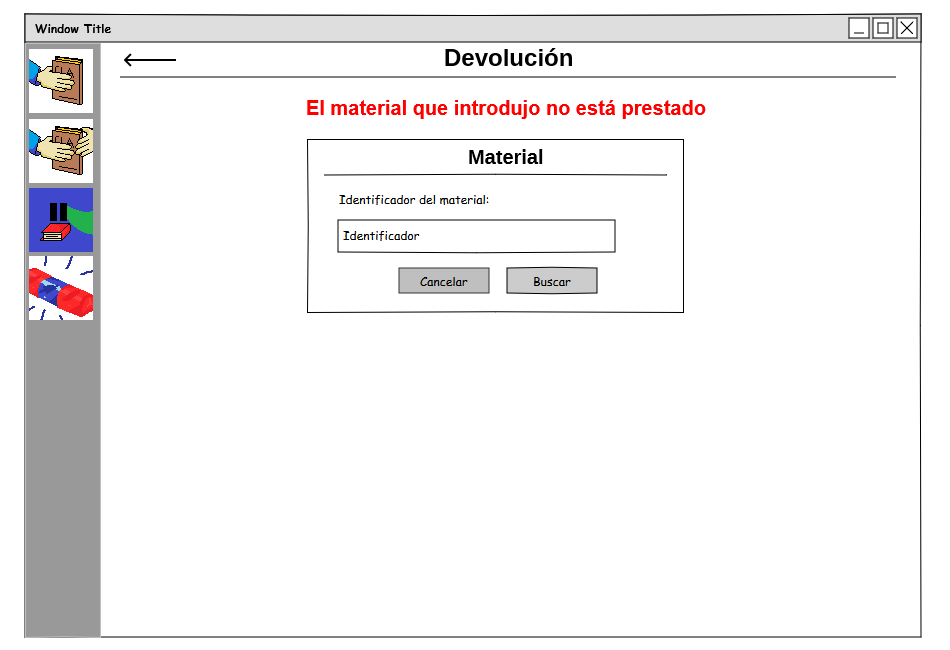 Window Title
Devolución
El material que introdujo no está prestado
Material
Identificador del material:
Identificador
Cancelar
Buscar